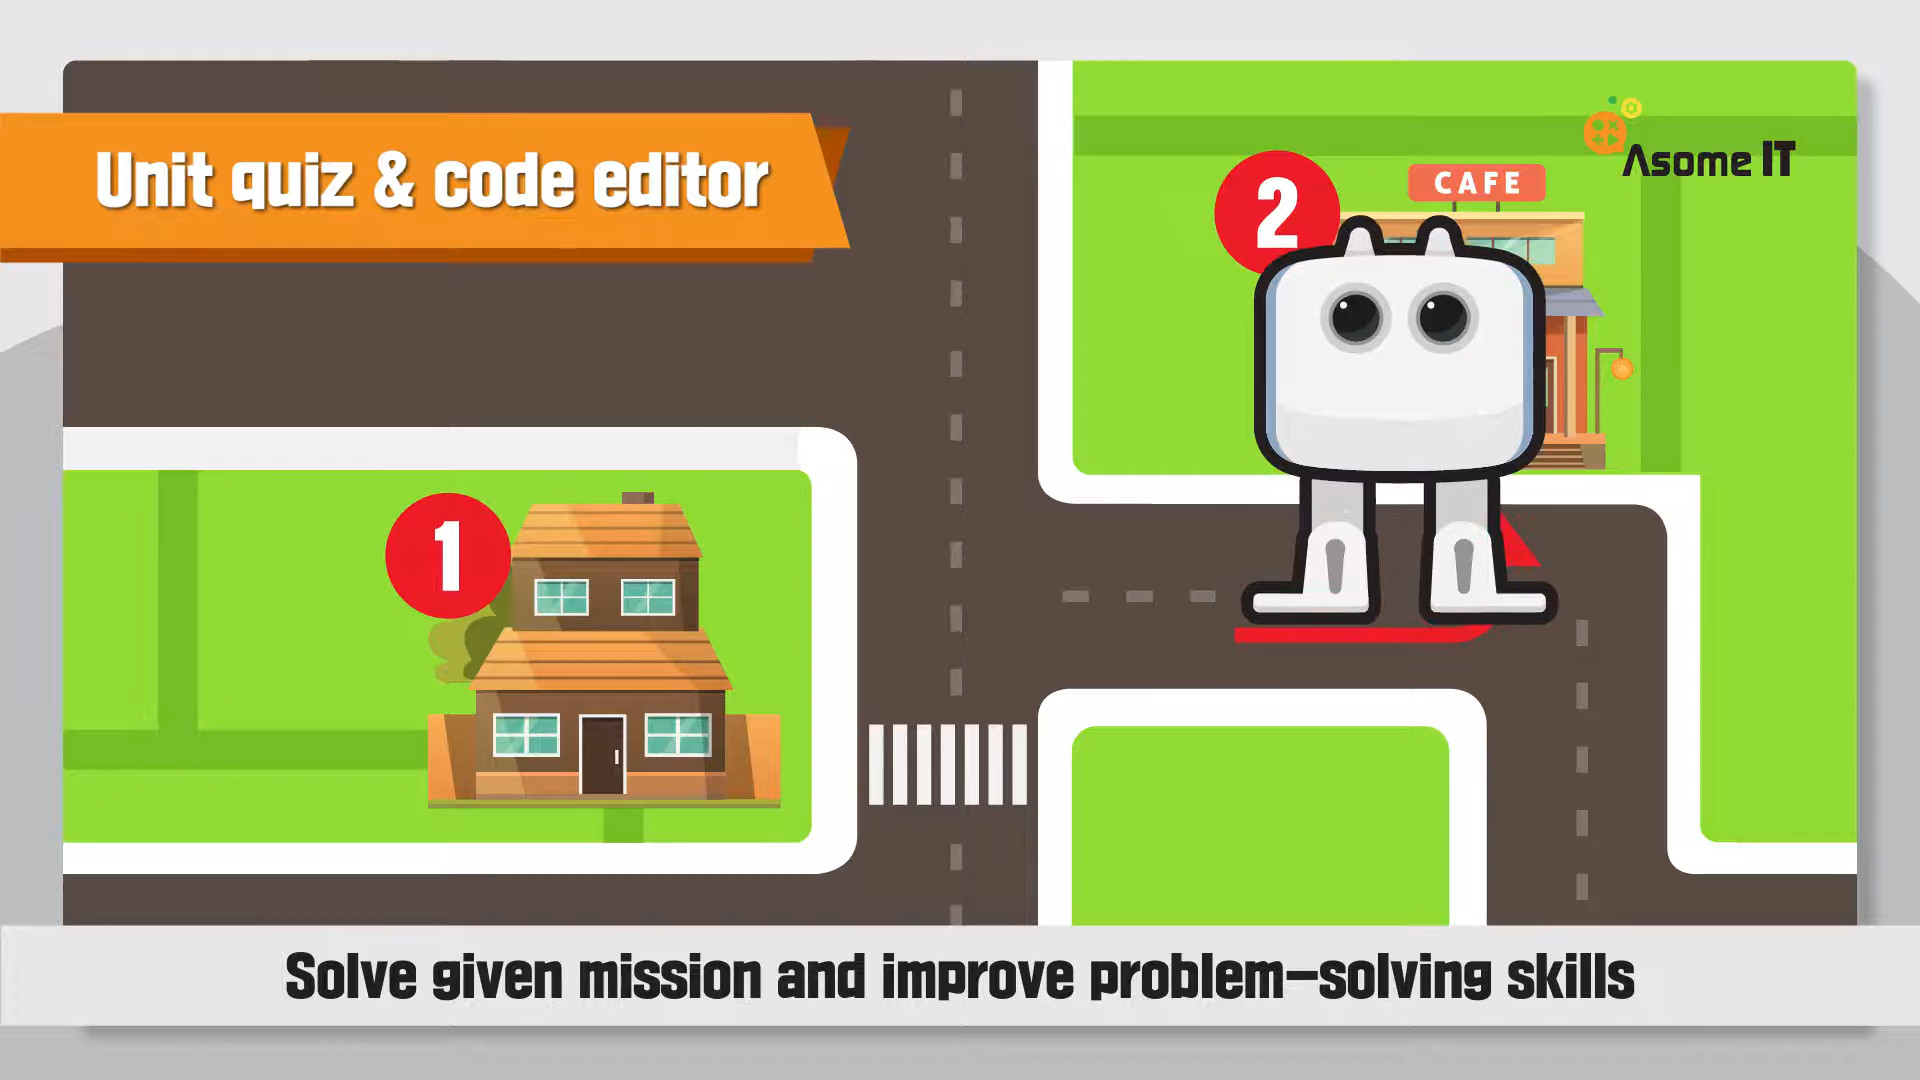 Unit quiz & code editor
Asome IT
2
CAFE
1
Solve given mission and improve problem-solving skills